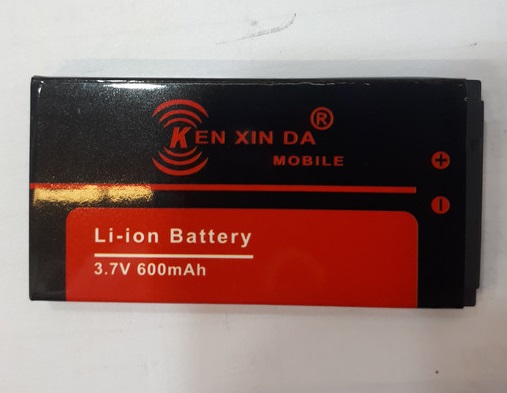 KEN XIN DA®
MOBILE
+
-
Li-ion Battery
3.7V 600mAh